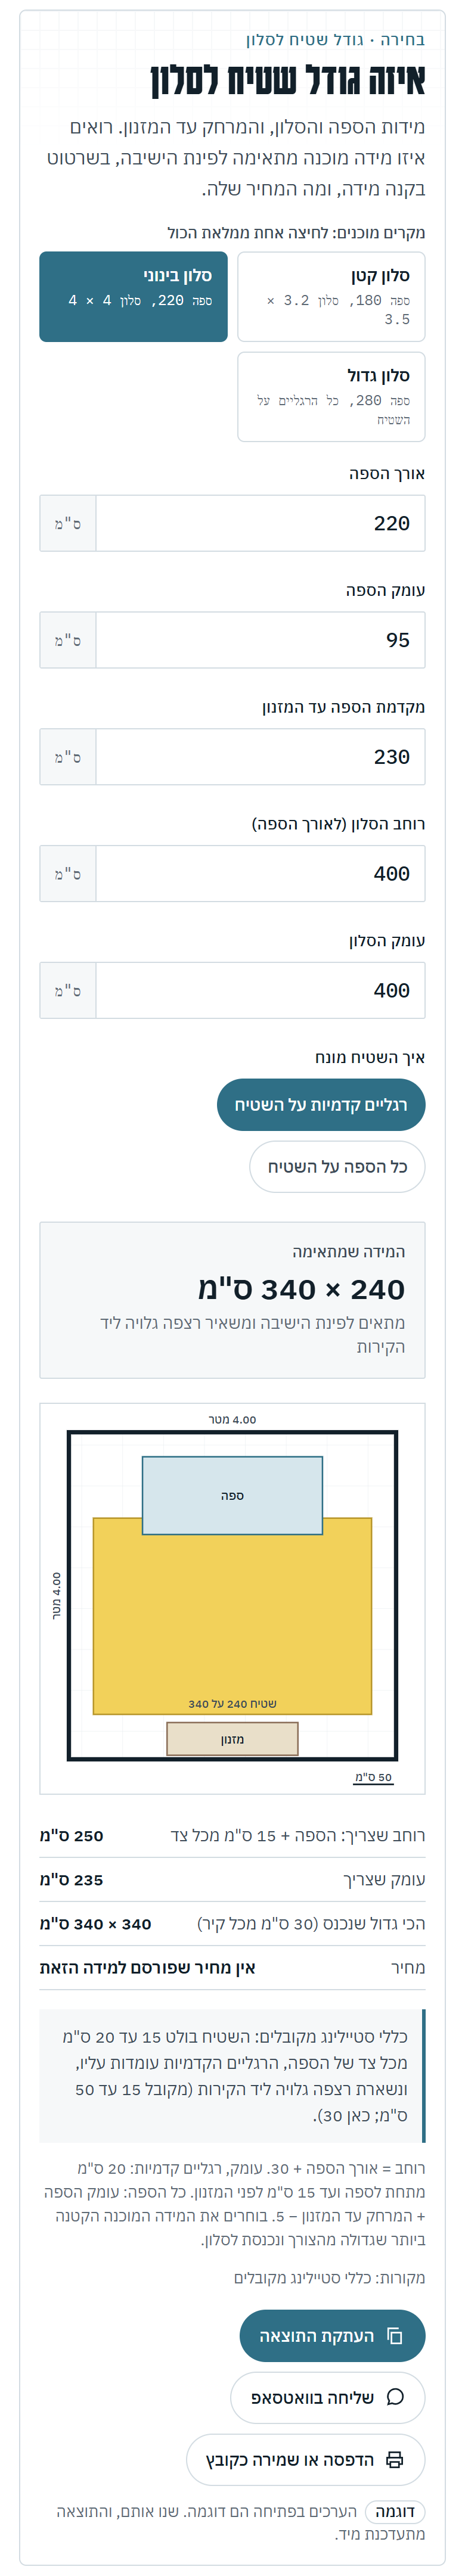 בחירה · גודל שטיח לסלון
איזה גודל שטיח לסלון
מידות הספה והסלון, והמרחק עד המזנון. רואים
איזו מידה מוכנה מתאימה לפינת הישיבה, בשרטוט
בקנה מידה, ומה המחיר שלה.
מקרים מוכנים: לחיצה אחת ממלאת הכול
סלון קטן
ספה 180, סלון 3.2 ×
3.5
סלון בינוני
ספה 220, סלון 4 × 4
סלון גדול
ספה 280, כל הרגליים על
השטיח
אורך הספה
220
ס"מ
עומק הספה
95
ס"מ
מקדמת הספה עד המזנון
230
ס"מ
רוחב הסלון (לאורך הספה)
400
ס"מ
עומק הסלון
400
ס"מ
איך השטיח מונח
רגליים קדמיות על השטיח
כל הספה על השטיח
המידה שמתאימה
240 × 340 ס"מ
מתאים לפינת הישיבה ומשאיר רצפה גלויה ליד
הקירות
4.00 מטר
ספה
4.00 מטר
שטיח 240 על 340
מזנון
50 ס"מ
רוחב שצריך: הספה + 15 ס"מ מכל צד 250 ס"מ
עומק שצריך 235 ס"מ
הכי גדול שנכנס (30 ס"מ מכל קיר) 340 × 340 ס"מ
מחיר אין מחיר שפורסם למידה הזאת
כללי סטיילינג מקובלים: השטיח בולט 15 עד 20 ס"מ
מכל צד של הספה, הרגליים הקדמיות עומדות עליו,
ונשארת רצפה גלויה ליד הקירות (מקובל 15 עד 50
ס"מ; כאן 30).
רוחב = אורך הספה + 30. עומק, רגליים קדמיות: 20 ס"מ
מתחת לספה ועד 15 ס"מ לפני המזנון. כל הספה: עומק הספה
+ המרחק עד המזנון − 5. בוחרים את המידה המוכנה הקטנה
ביותר שגדולה מהצורך ונכנסת לסלון.
מקורות: כללי סטיילינג מקובלים
העתקת התוצאה
שליחה בוואטסאפ
הדפסה או שמירה כקובץ
דוגמה הערכים בפתיחה הם דוגמה. שנו אותם, והתוצאה
מתעדכנת מיד.